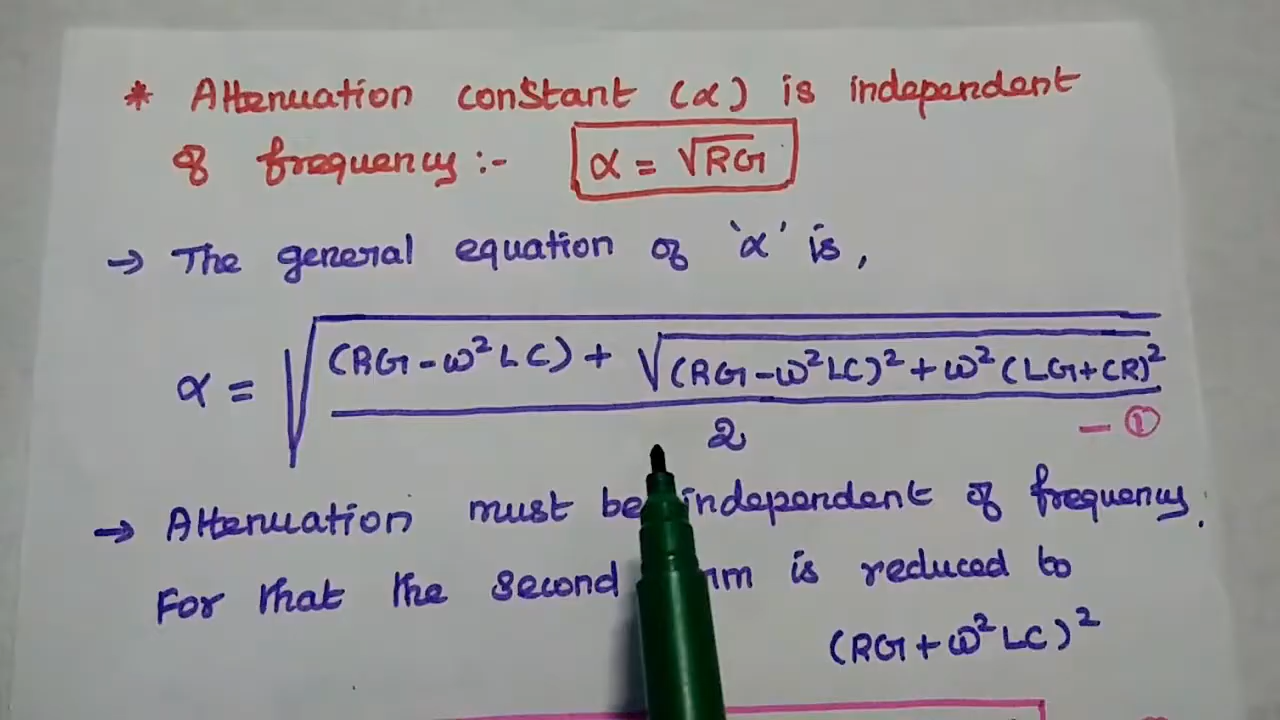 * Attenuation constant (α) is independent
of frequency :- α = √RG
→ The general equation of 'α' is,
α = √(((RG - ω²LC) + √((RG - ω²LC)² + ω²(LG + CR)²)) / 2) - ①
→ Attenuation must be independent of frequency.
For that the second is reduced to
(RG + ω²LC)²